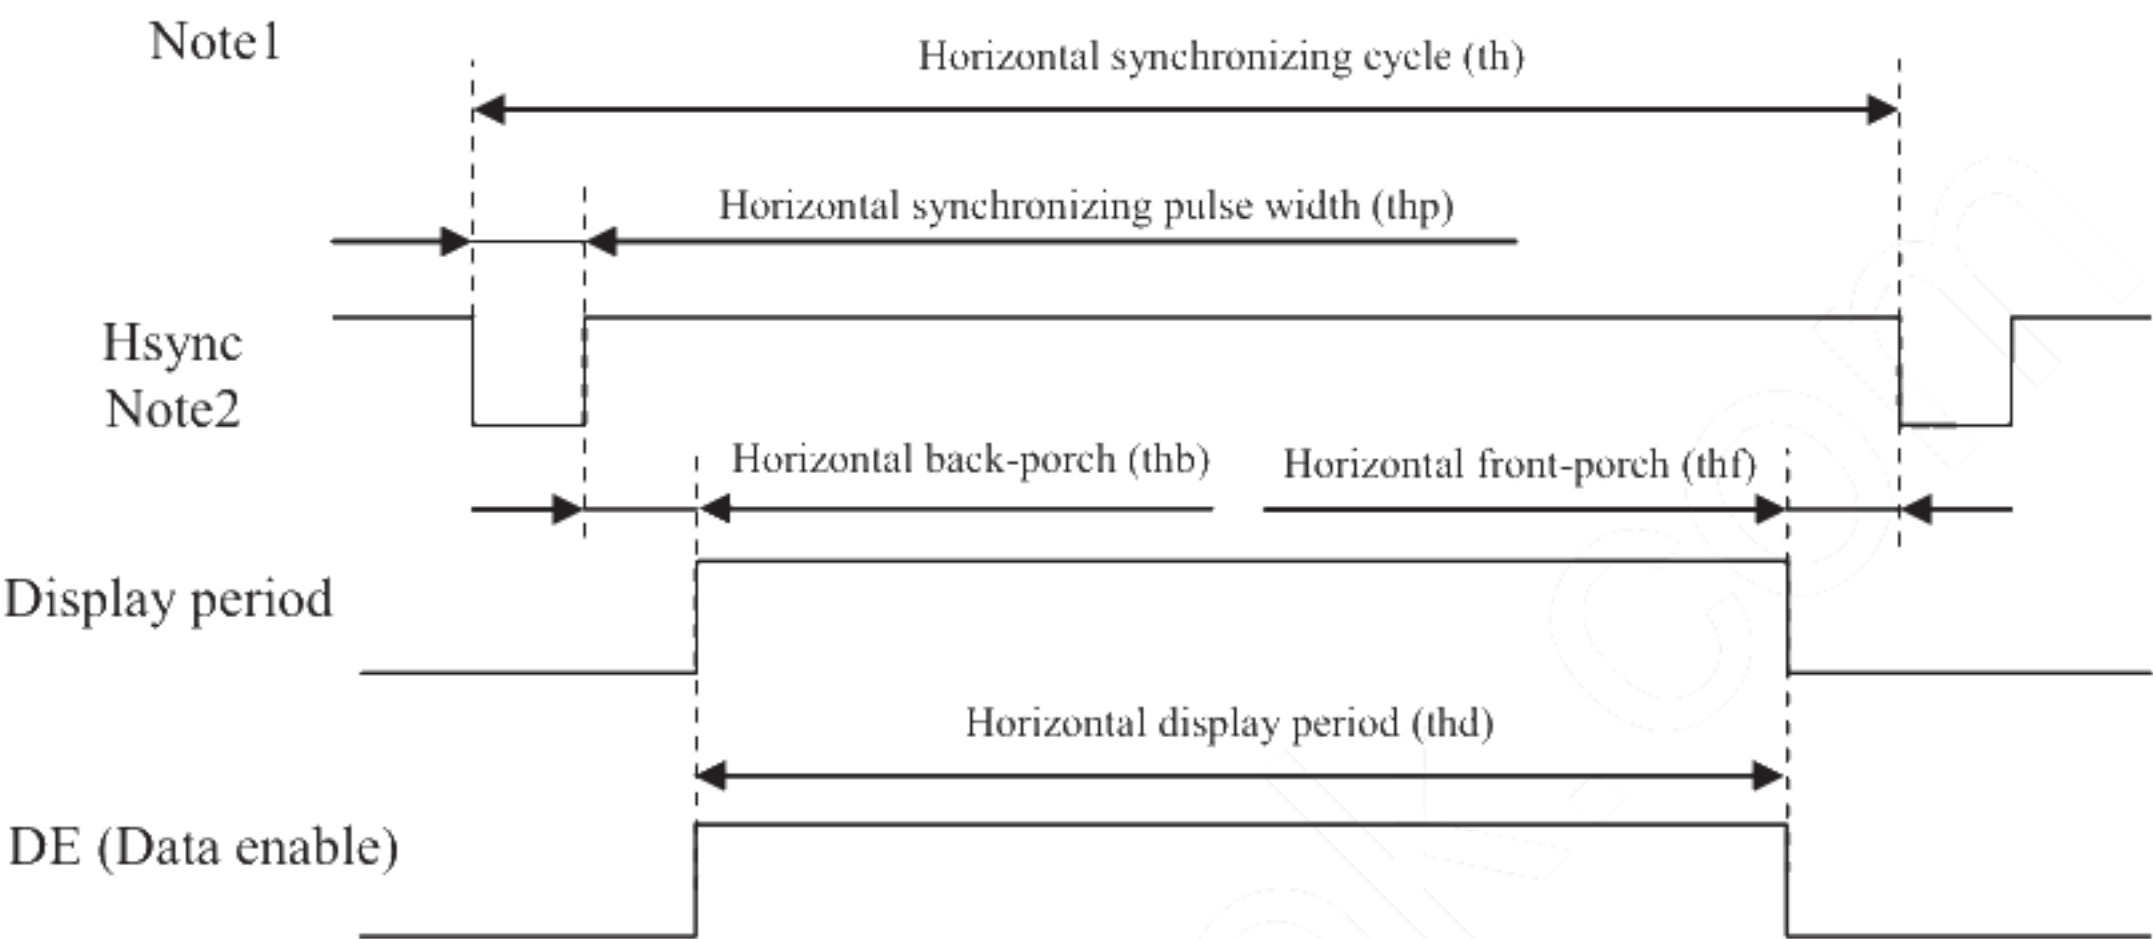 Note1
Horizontal synchronizing cycle (th)
Horizontal synchronizing pulse width (thp)
Hsync
Note2
Horizontal back-porch (thb)
Horizontal front-porch (thf)
Display period
Horizontal display period (thd)
DE (Data enable)